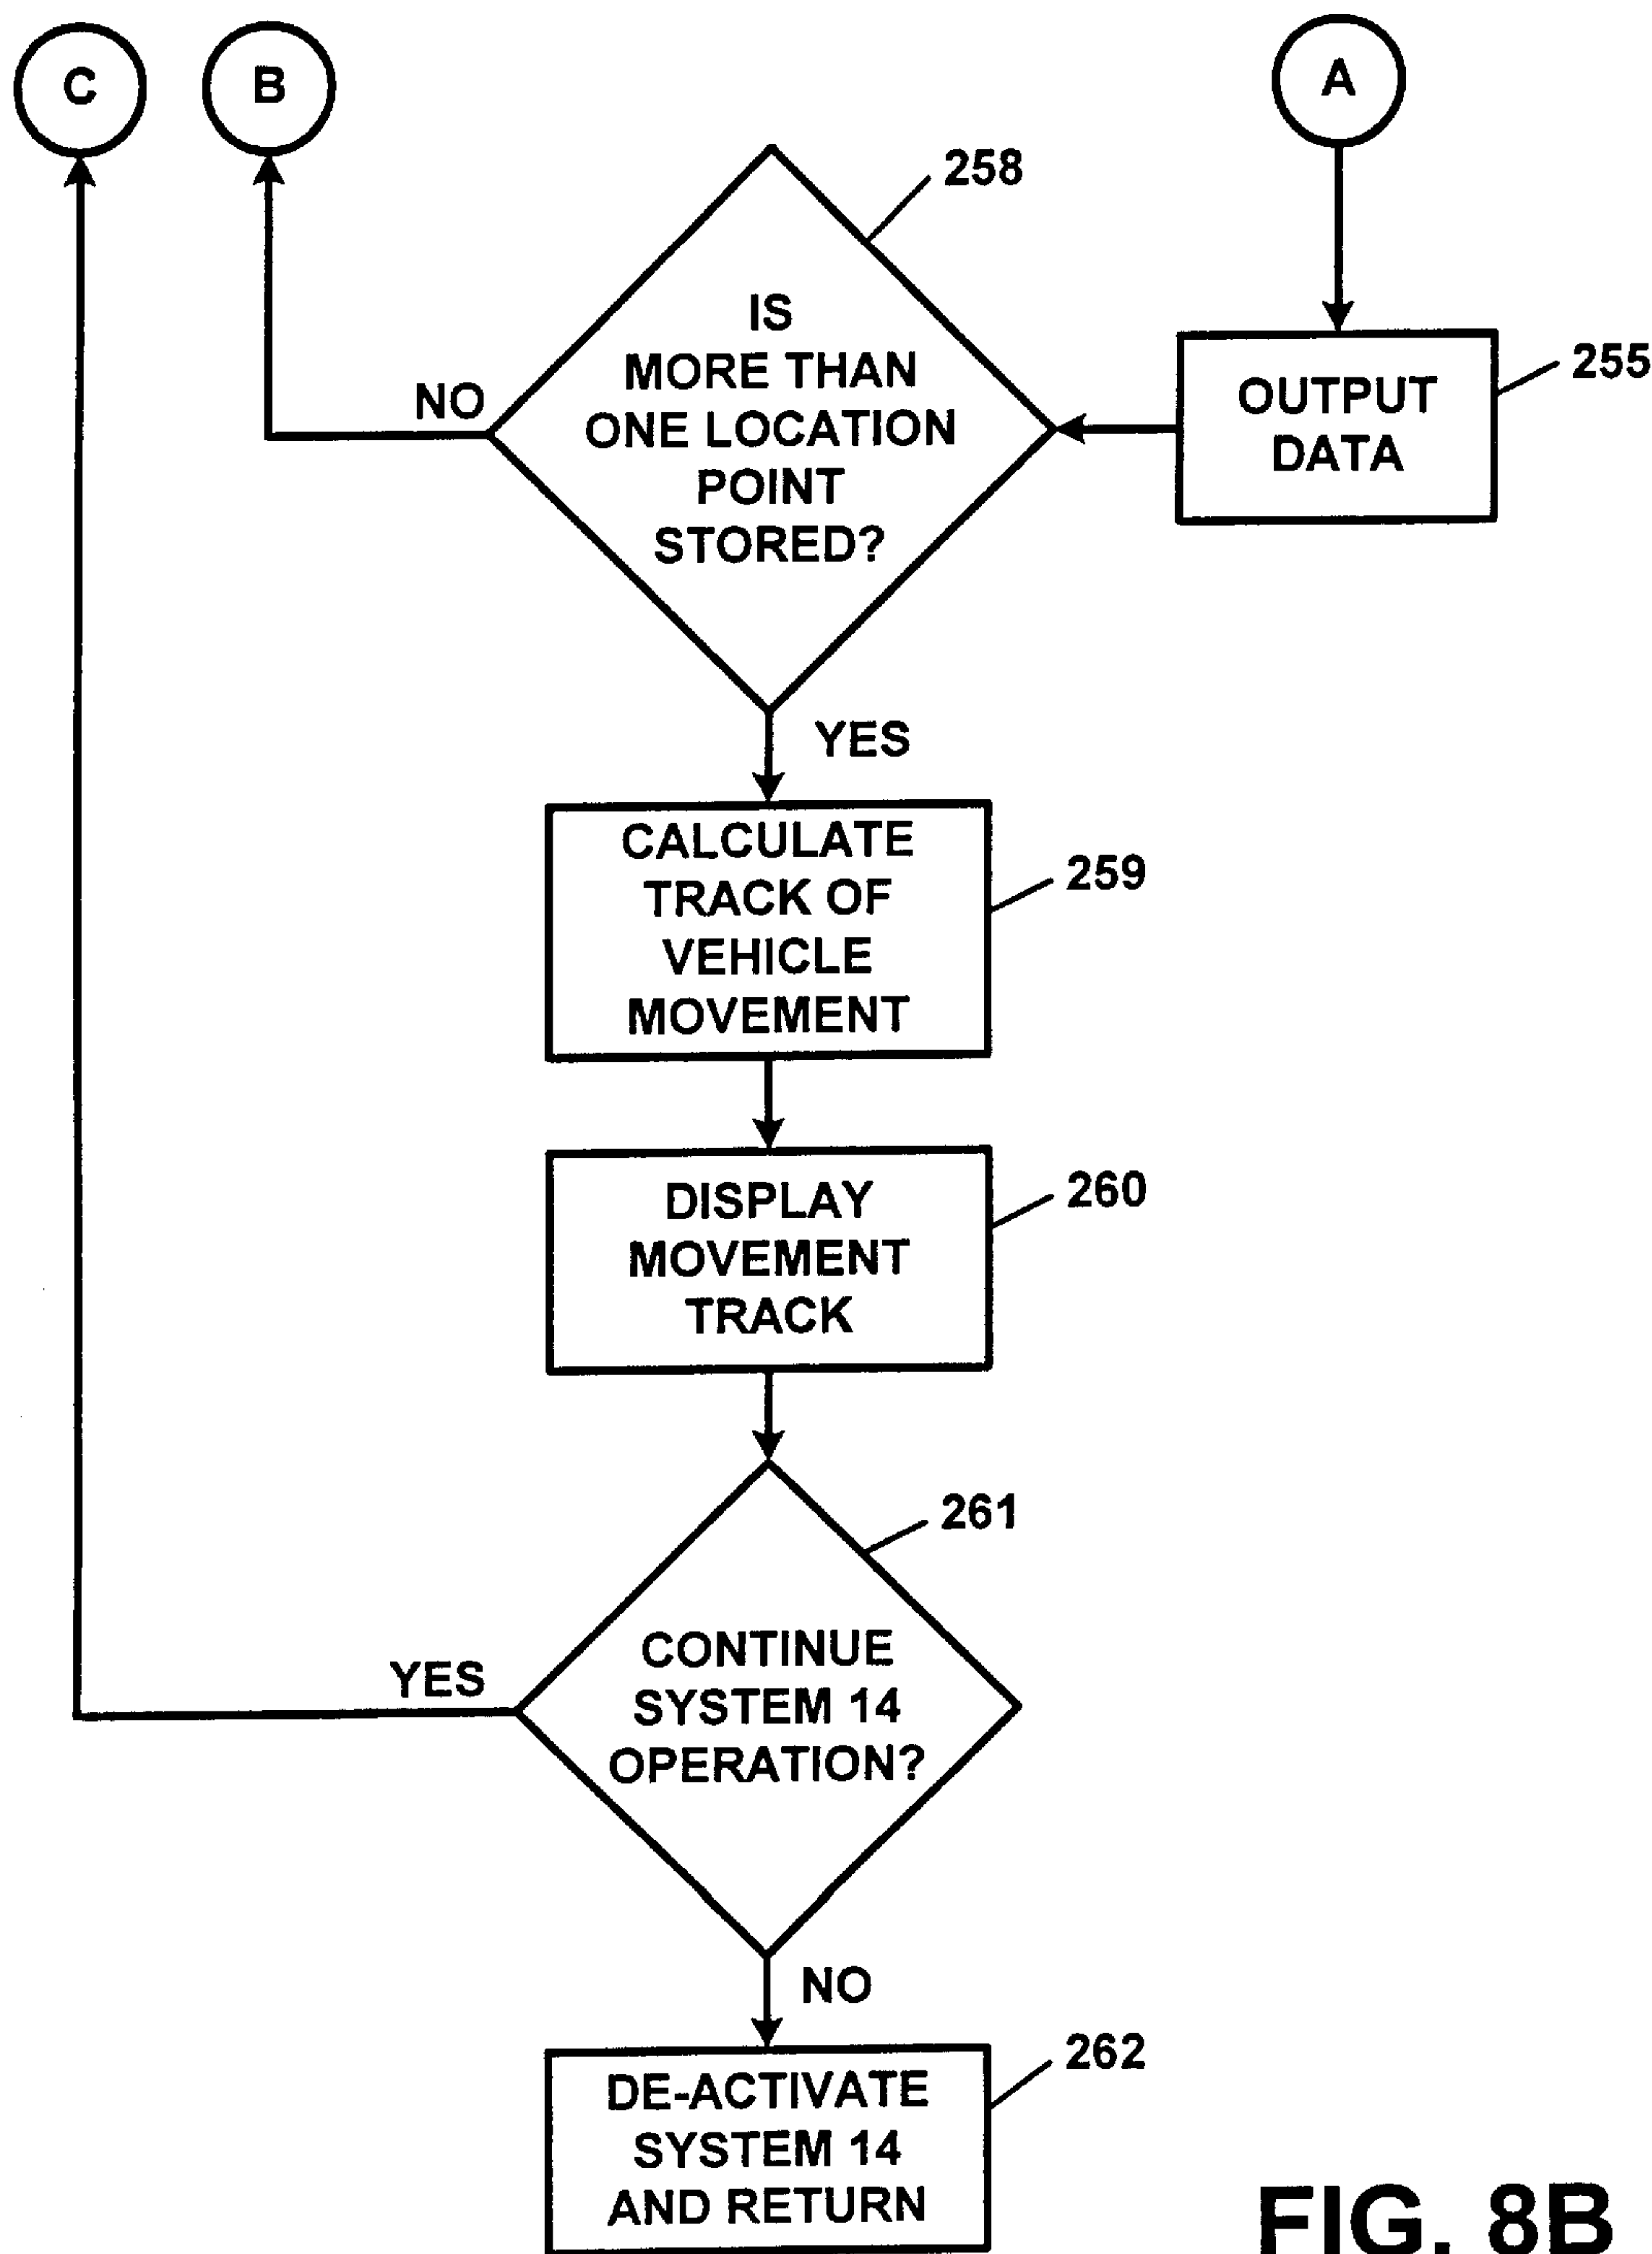 C
B
A
258
IS
MORE THAN
ONE LOCATION
POINT
STORED?
NO
OUTPUT
DATA
255
YES
CALCULATE
TRACK OF
VEHICLE
MOVEMENT
259
DISPLAY
MOVEMENT
TRACK
260
261
CONTINUE
SYSTEM 14
OPERATION?
YES
NO
DE-ACTIVATE
SYSTEM 14
AND RETURN
262
FIG. 8B